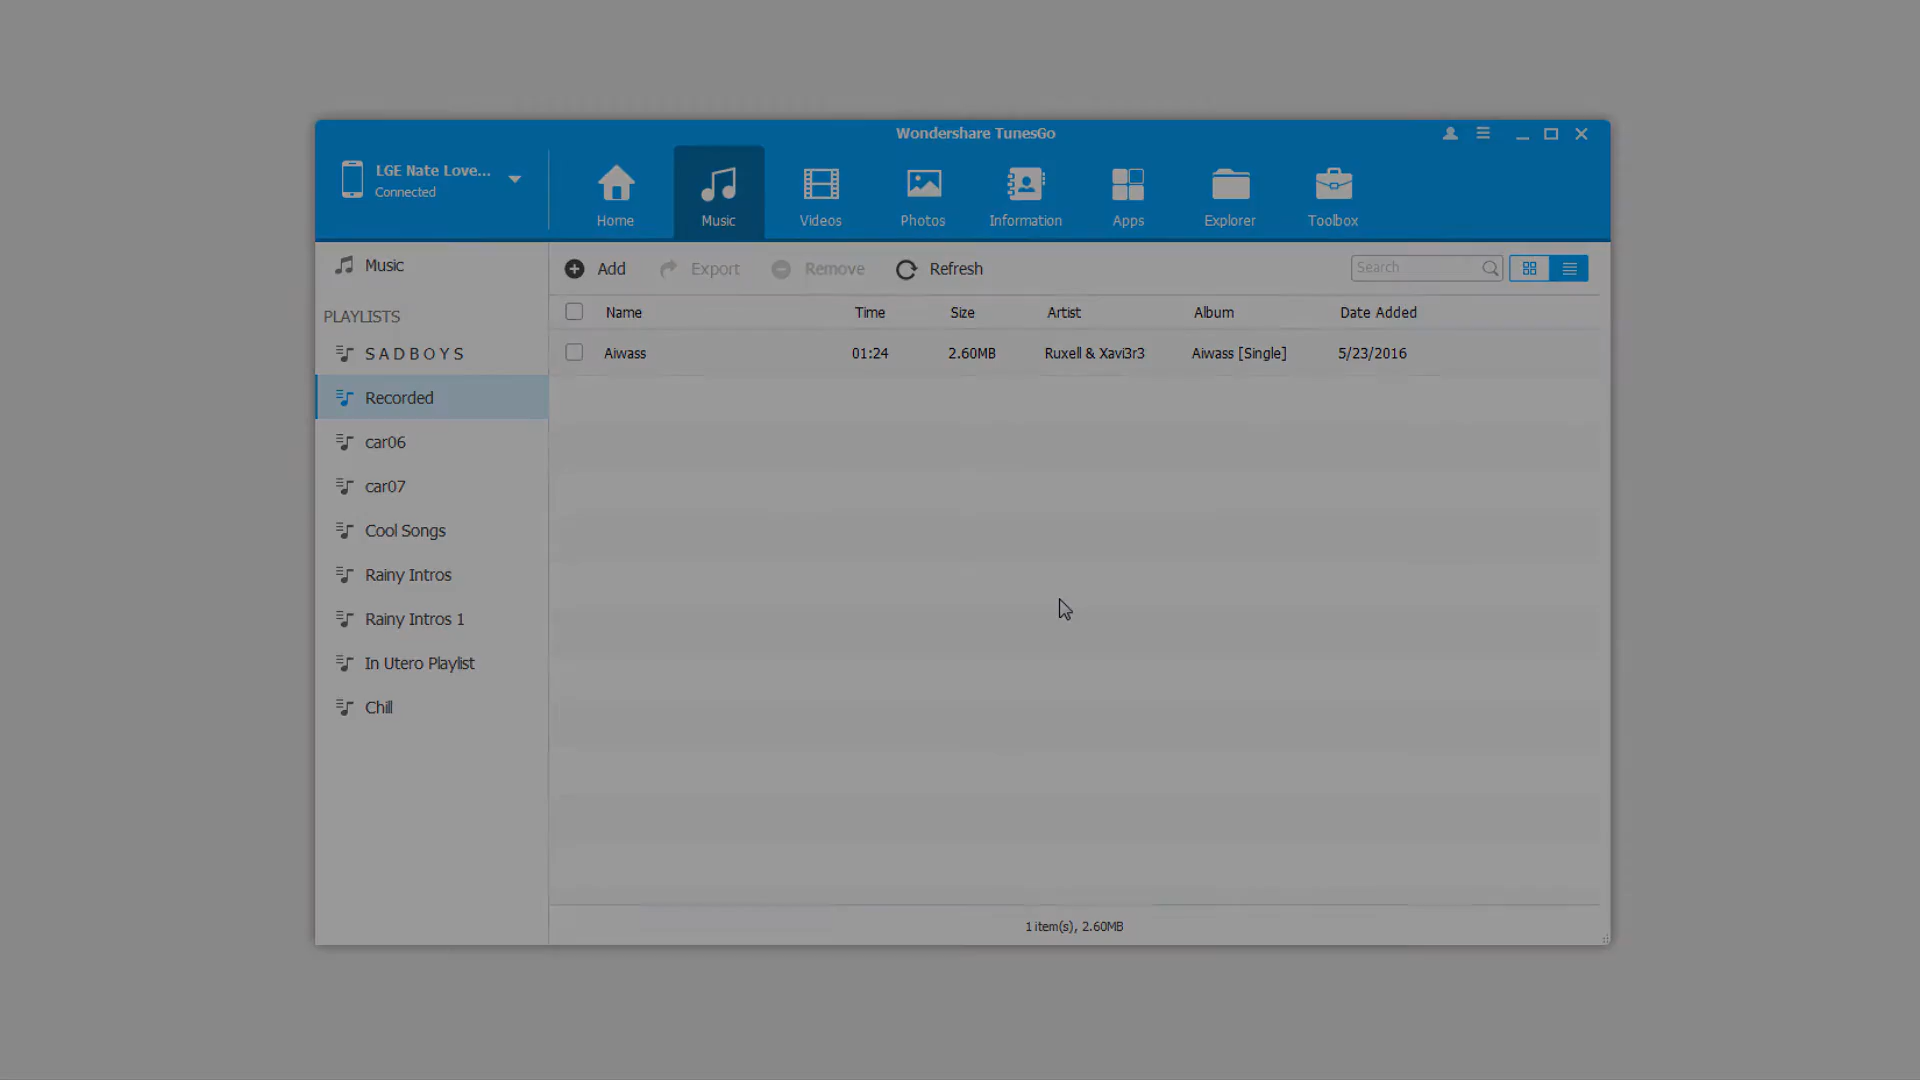 Wondershare TunesGo
LGE Nate Love...
Connected
Home
Music
Videos
Photos
Information
Apps
Explorer
Toolbox
Music
PLAYLISTS
S A D B O Y S
Recorded
car06
car07
Cool Songs
Rainy Intros
Rainy Intros 1
In Utero Playlist
Chill
Add
Export
Remove
Refresh
Search
Name Time Size Artist Album Date Added
Aiwass 01:24 2.60MB Ruxell & Xavi3r3 Aiwass [Single] 5/23/2016
1 item(s), 2.60MB